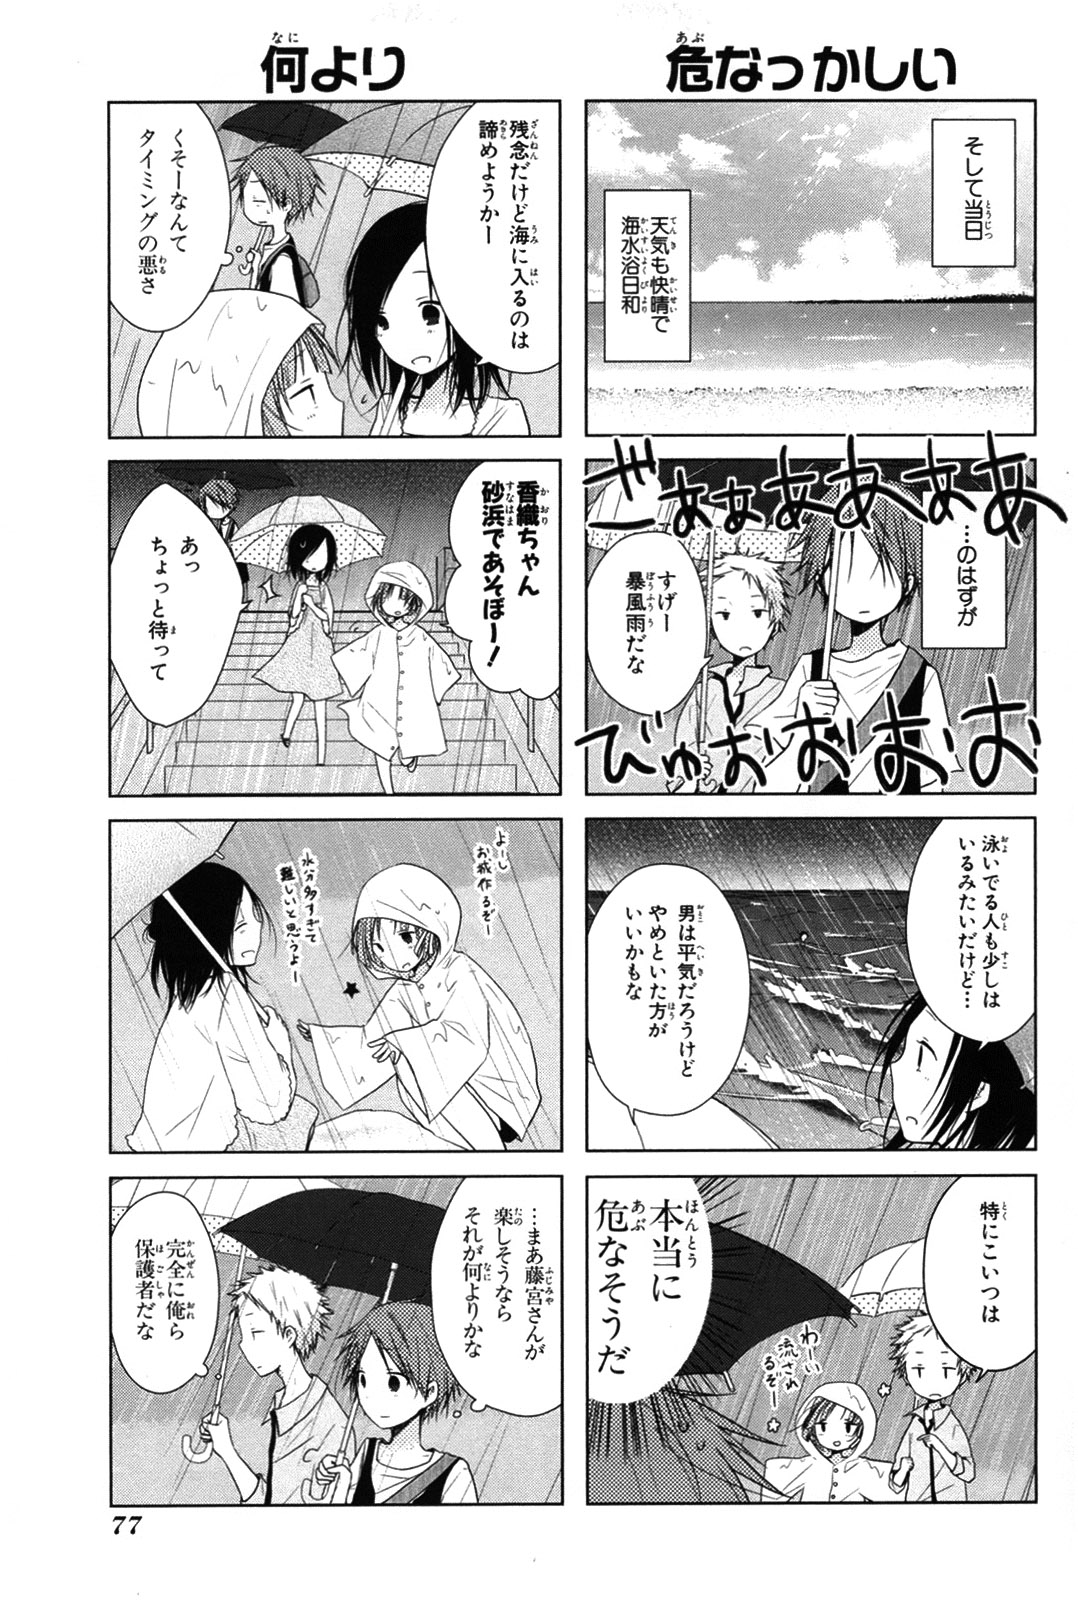 危なっかしい
そして当日
天気も快晴で
海水浴日和
…のはずが
ざあぁぁあぁああ
すげー
暴風雨だな
びゅおおおおお
泳いでる人も少しは
いるみたいだけど…
男は平気だろうけど
やめといた方が
いいかもな
特にこいつは
わーい
流され
るぞー
本当に
危なそうだ
何より
残念だけど海に入るのは
諦めようかー
くそーなんて
タイミングの悪さ
香織ちゃん
砂浜であそぼー！
あっ
ちょっと待って
よーし
お城作るぞー
水分多すぎて
難しいと思うよー
…まあ藤宮さんが
楽しそうなら
それが何よりかな
完全に俺ら
保護者だな
77